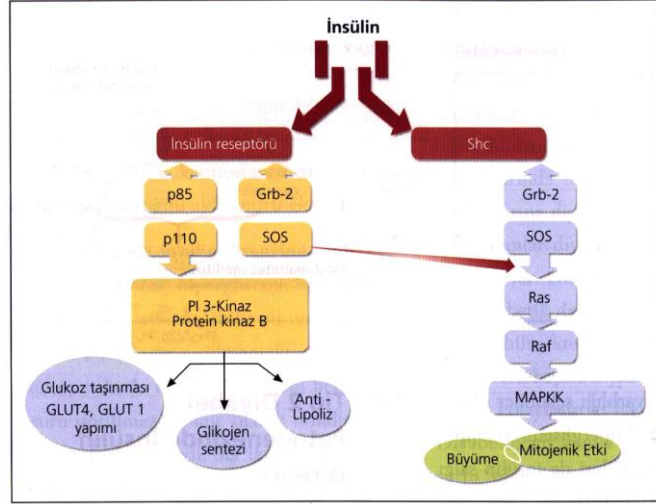 İnsülin
İnsülin reseptörü
Shc
p85
Grb-2
Grb-2
p110
SOS
SOS
PI 3-Kinaz
Protein kinaz B
Ras
Raf
Glukoz taşınması
GLUT4, GLUT 1
yapımı
Glikojen
sentezi
Anti -
Lipoliz
MAPKK
Büyüme
Mitojenik Etki